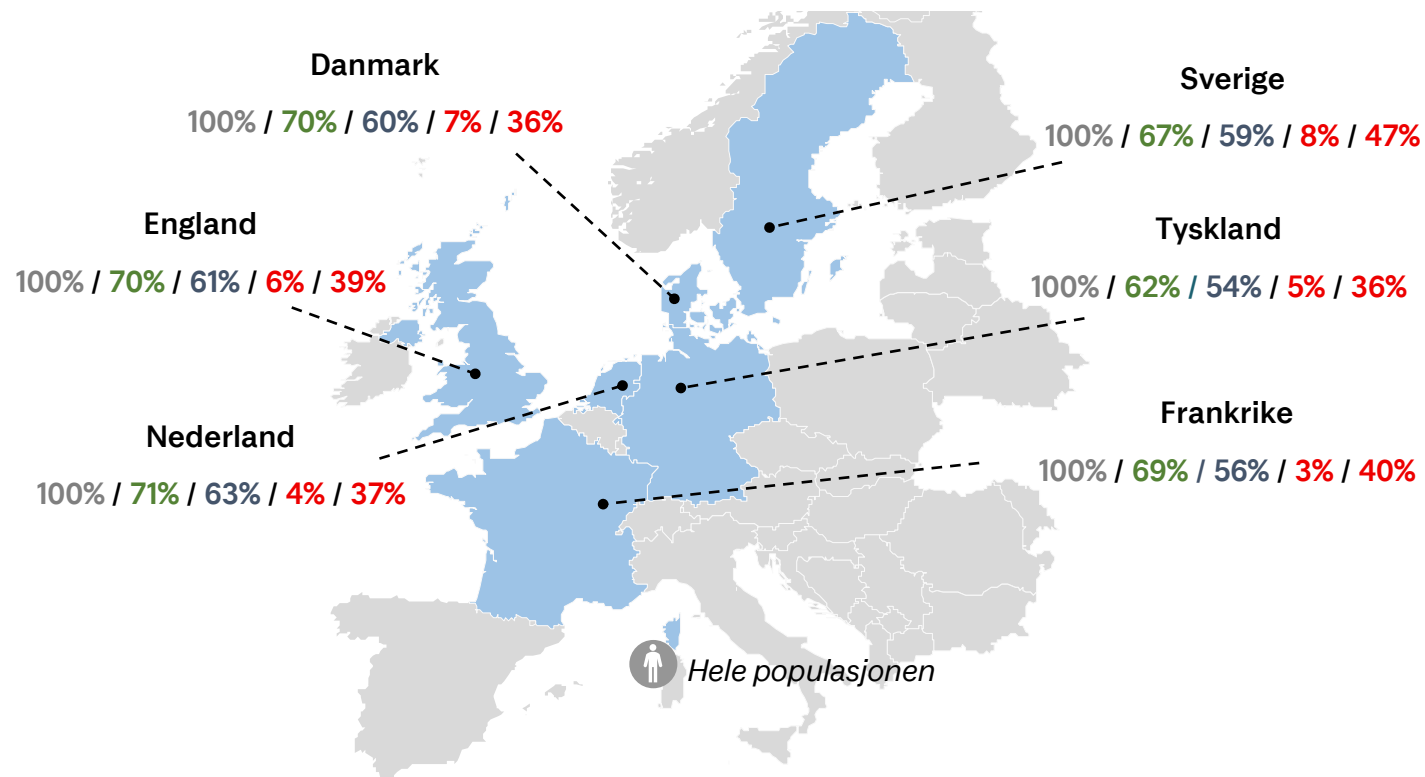 Danmark
100% / 70% / 60% / 7% / 36%
Sverige
100% / 67% / 59% / 8% / 47%
England
100% / 70% / 61% / 6% / 39%
Tyskland
100% / 62% / 54% / 5% / 36%
Nederland
100% / 71% / 63% / 4% / 37%
Frankrike
100% / 69% / 56% / 3% / 40%
Hele populasjonen